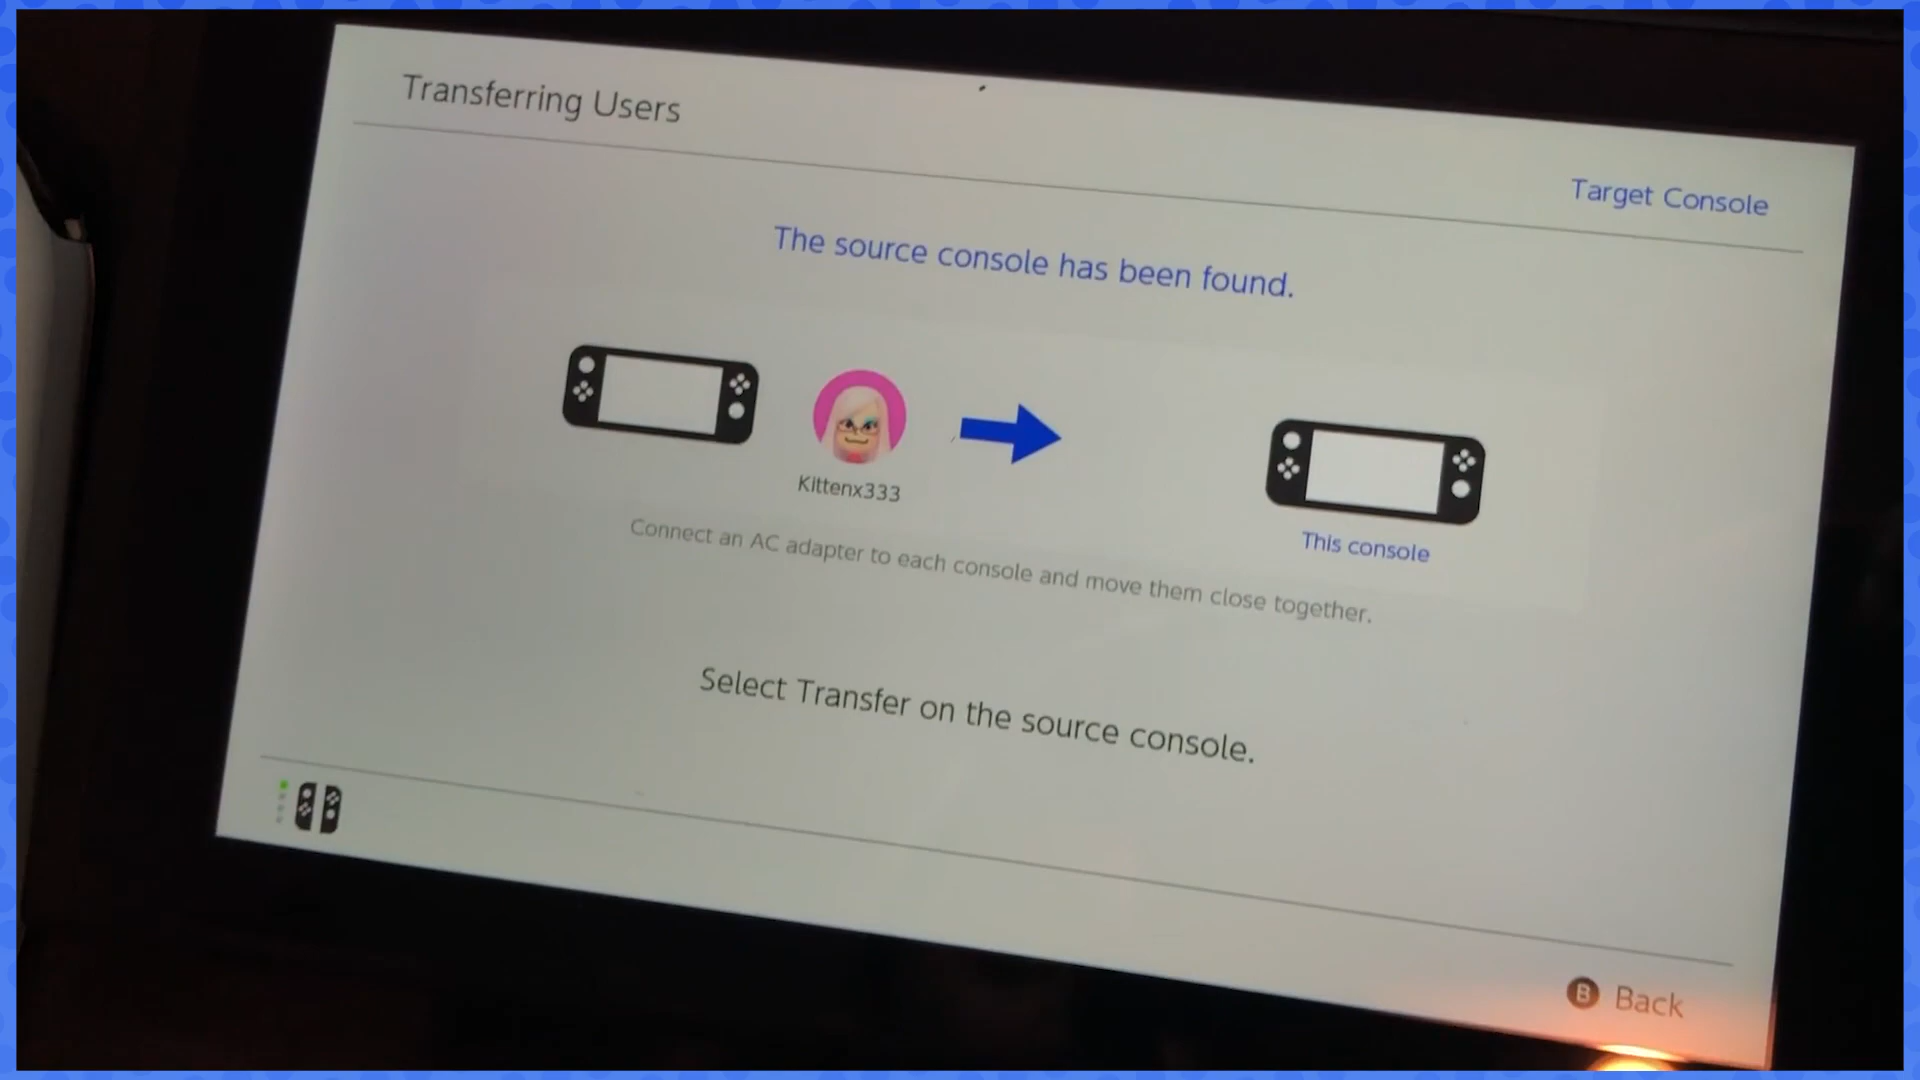 Transferring Users
Target Console
The source console has been found.
Kittenx333
This console
Connect an AC adapter to each console and move them close together.
Select Transfer on the source console.
B Back